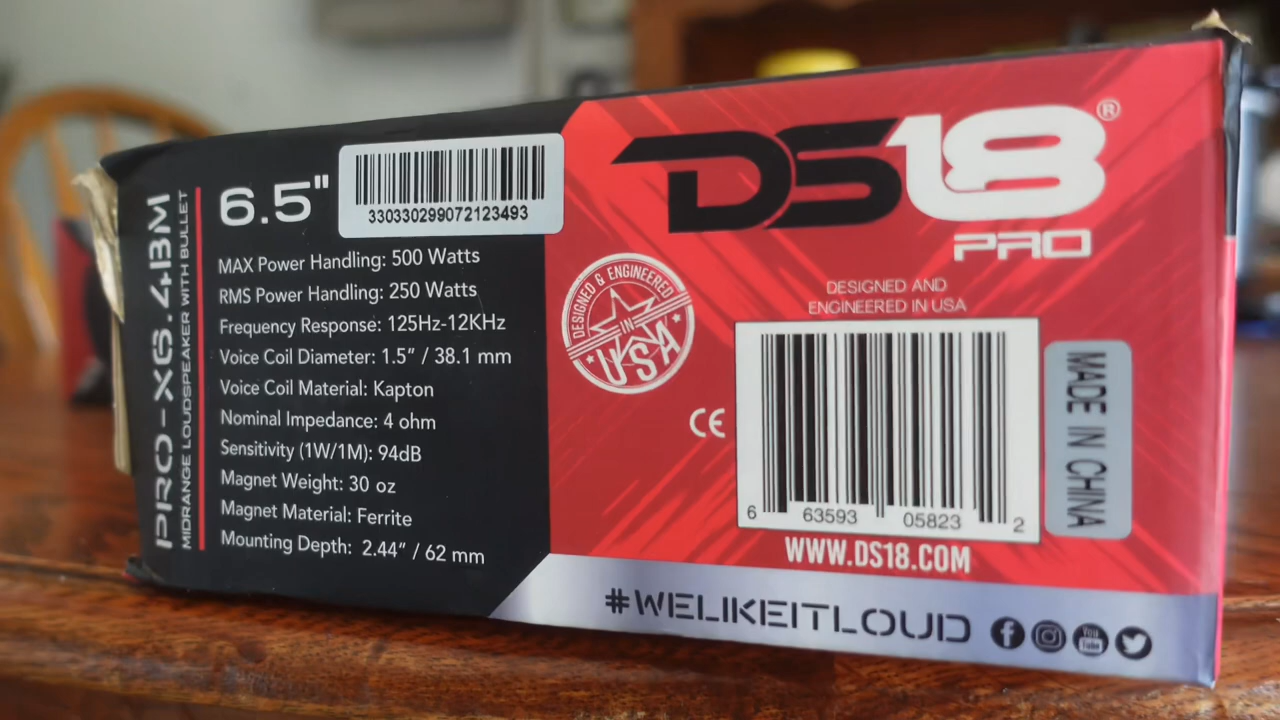 PRO-X6.4BM
MIDRANGE LOUDSPEAKER WITH BULLET
6.5"
330330299072123493
MAX Power Handling: 500 Watts
RMS Power Handling: 250 Watts
Frequency Response: 125Hz-12KHz
Voice Coil Diameter: 1.5” / 38.1 mm
Voice Coil Material: Kapton
Nominal Impedance: 4 ohm
Sensitivity (1W/1M): 94dB
Magnet Weight: 30 oz
Magnet Material: Ferrite
Mounting Depth: 2.44” / 62 mm
DS18®
PRO
DESIGNED & ENGINEERED
IN
USA
DESIGNED AND
ENGINEERED IN USA
CE
6 63593 05823 2
MADE IN CHINA
WWW.DS18.COM
#WELIKEITLOUD
You
Tube